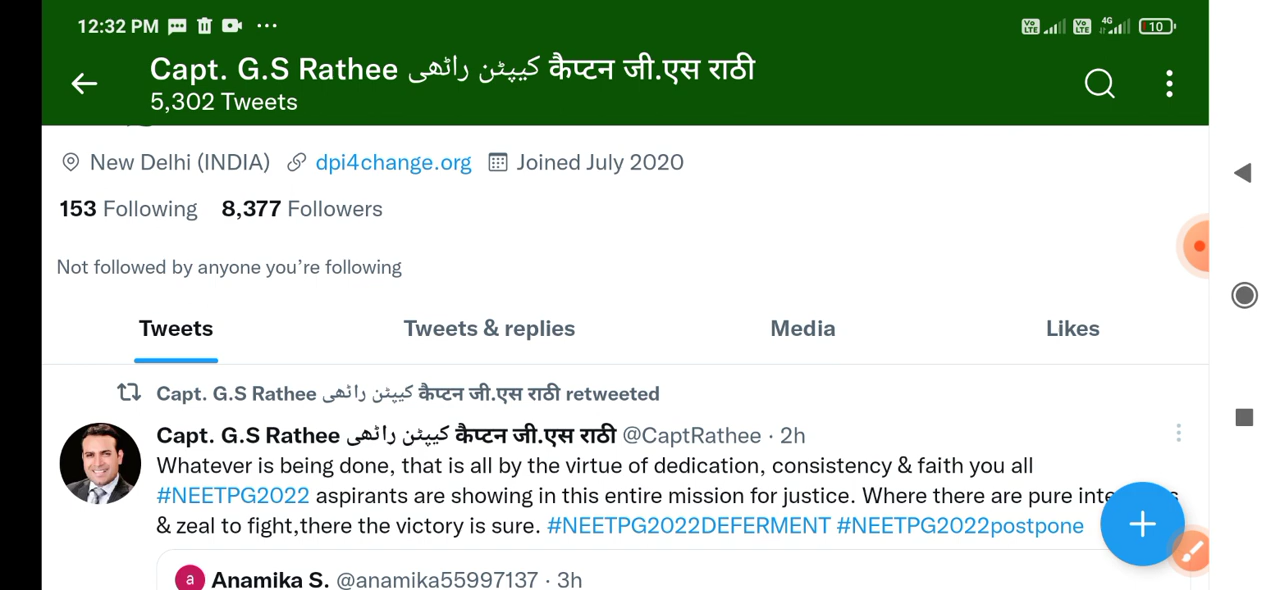 12:32 PM
Vo LTE Vo LTE 4G 10
Capt. G.S Rathee کیپٹن راٹھی कैप्टन जी.एस राठी
5,302 Tweets
New Delhi (INDIA) dpi4change.org Joined July 2020
153 Following 8,377 Followers
Not followed by anyone you're following
Tweets Tweets & replies Media Likes
Capt. G.S Rathee کیپٹن راٹھی कैप्टन जी.एस राठी retweeted
Capt. G.S Rathee کیپٹن راٹھی कैप्टन जी.एस राठी @CaptRathee · 2h
Whatever is being done, that is all by the virtue of dedication, consistency & faith you all
#NEETPG2022 aspirants are showing in this entire mission for justice. Where there are pure
& zeal to fight,there the victory is sure. #NEETPG2022DEFERMENT #NEETPG2022postpone
a Anamika S. @anamika55997137 · 3h